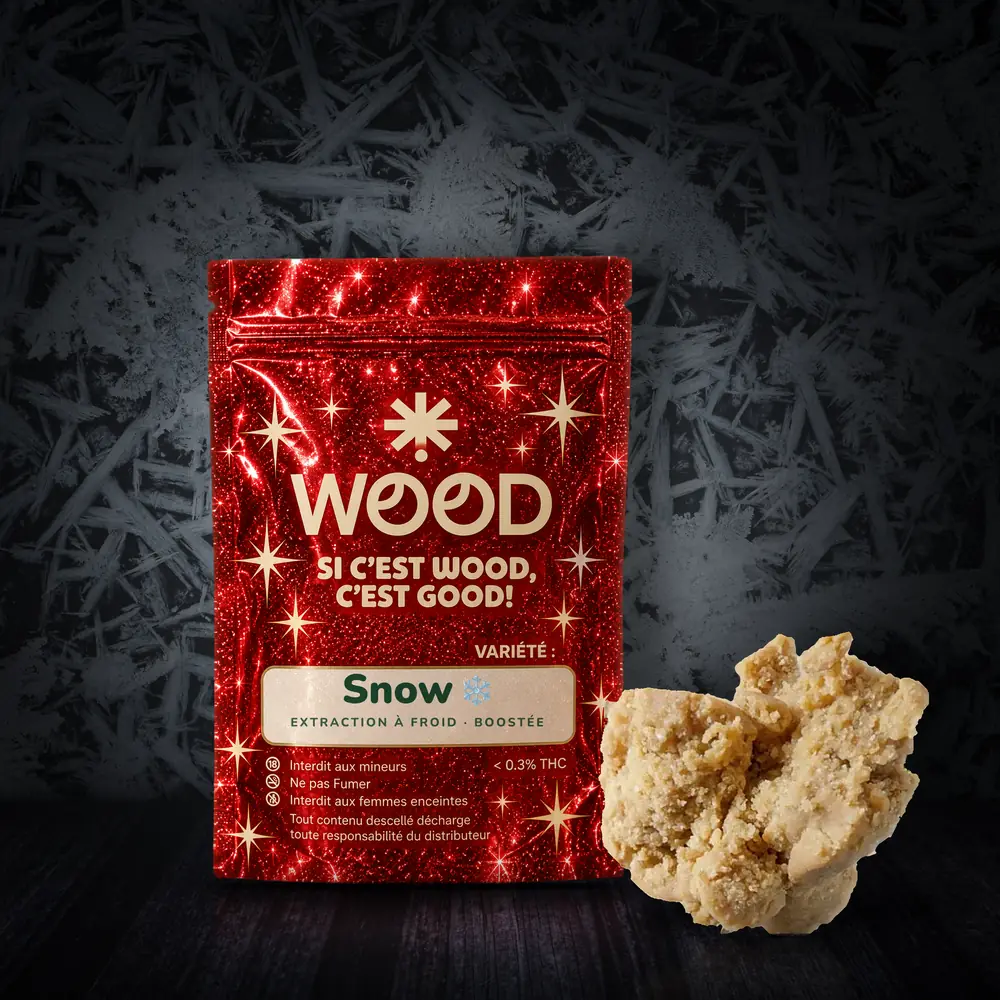 WOOD
SI C'EST WOOD,
C'EST GOOD!
VARIÉTÉ :
Snow ❄️
EXTRACTION À FROID · BOOSTÉE
18 Interdit aux mineurs
< 0.3% THC
Ne pas Fumer
Interdit aux femmes enceintes
Tout contenu descellé décharge
toute responsabilité du distributeur